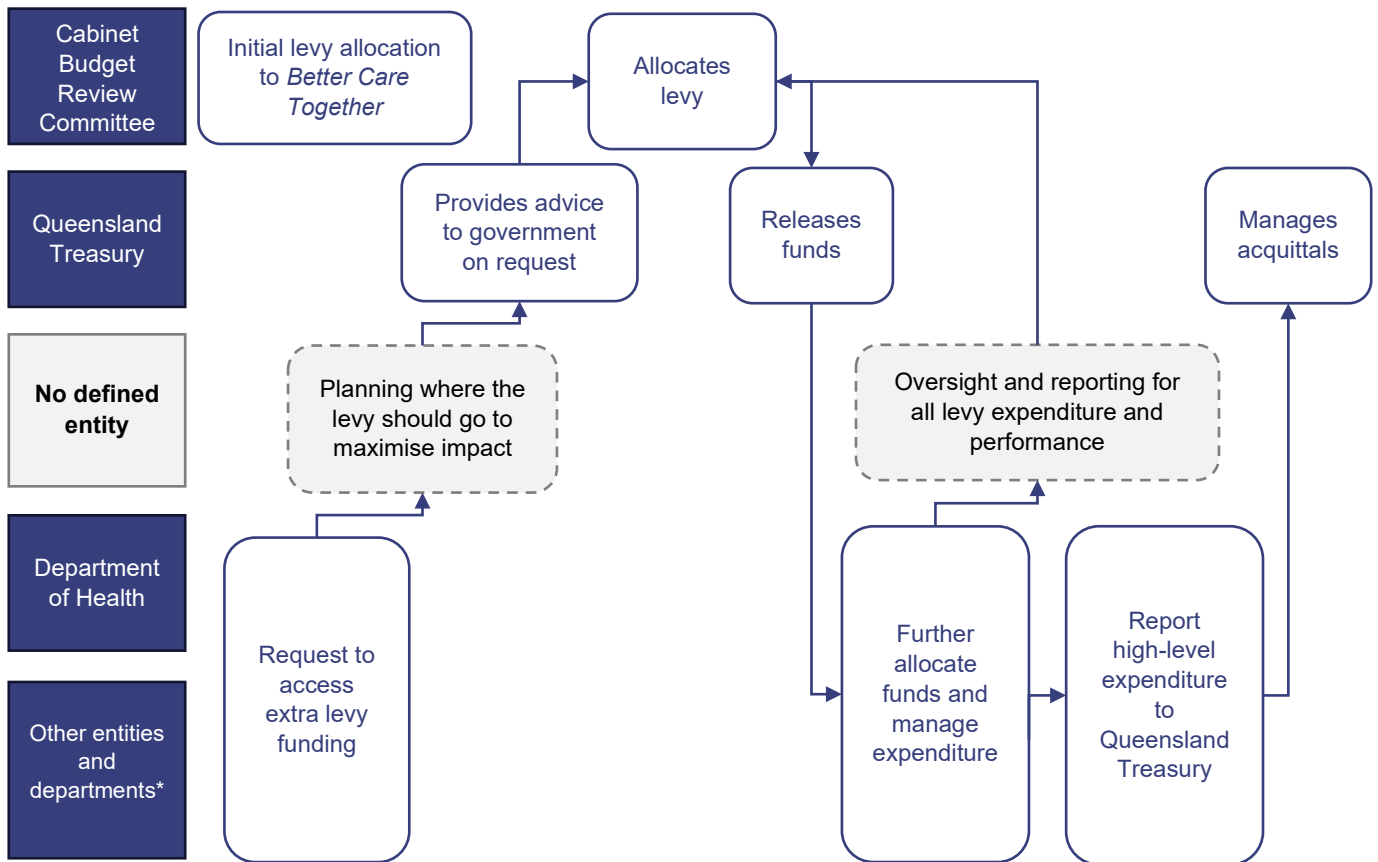 Cabinet
Budget
Review
Committee
Initial levy allocation
to Better Care
Together
Allocates
levy
Queensland
Treasury
Provides advice
to government
on request
Releases
funds
Manages
acquittals
No defined
entity
Planning where the
levy should go to
maximise impact
Oversight and reporting for
all levy expenditure and
performance
Department
of Health
Other entities
and
departments*
Request to
access
extra levy
funding
Further
allocate
funds and
manage
expenditure
Report
high-level
expenditure
to
Queensland
Treasury